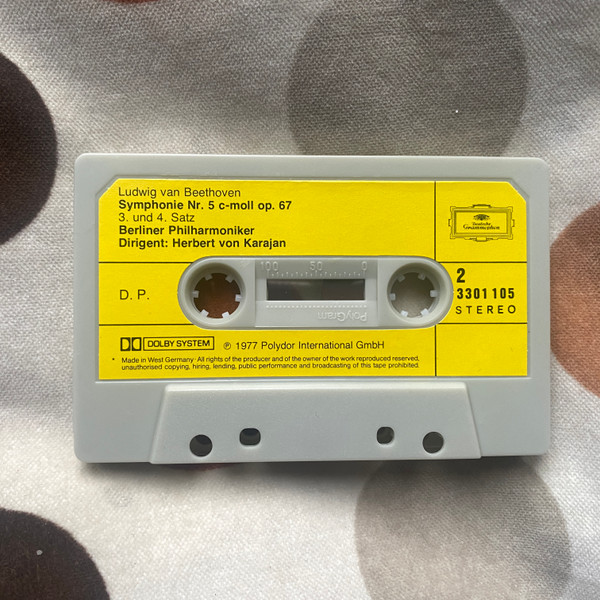 Ludwig van Beethoven
Symphonie Nr. 5 c-moll op. 67
3. und 4. Satz
Berliner Philharmoniker
Dirigent: Herbert von Karajan
Deutsche
Grammophon
100 50 0
D. P.
2
3301 105
STEREO
PolyGram
DOLBY SYSTEM
℗ 1977 Polydor International GmbH
* Made in West Germany · All rights of the producer and of the owner of the work reproduced reserved,
unauthorised copying, hiring, lending, public performance and broadcasting of this tape prohibited.